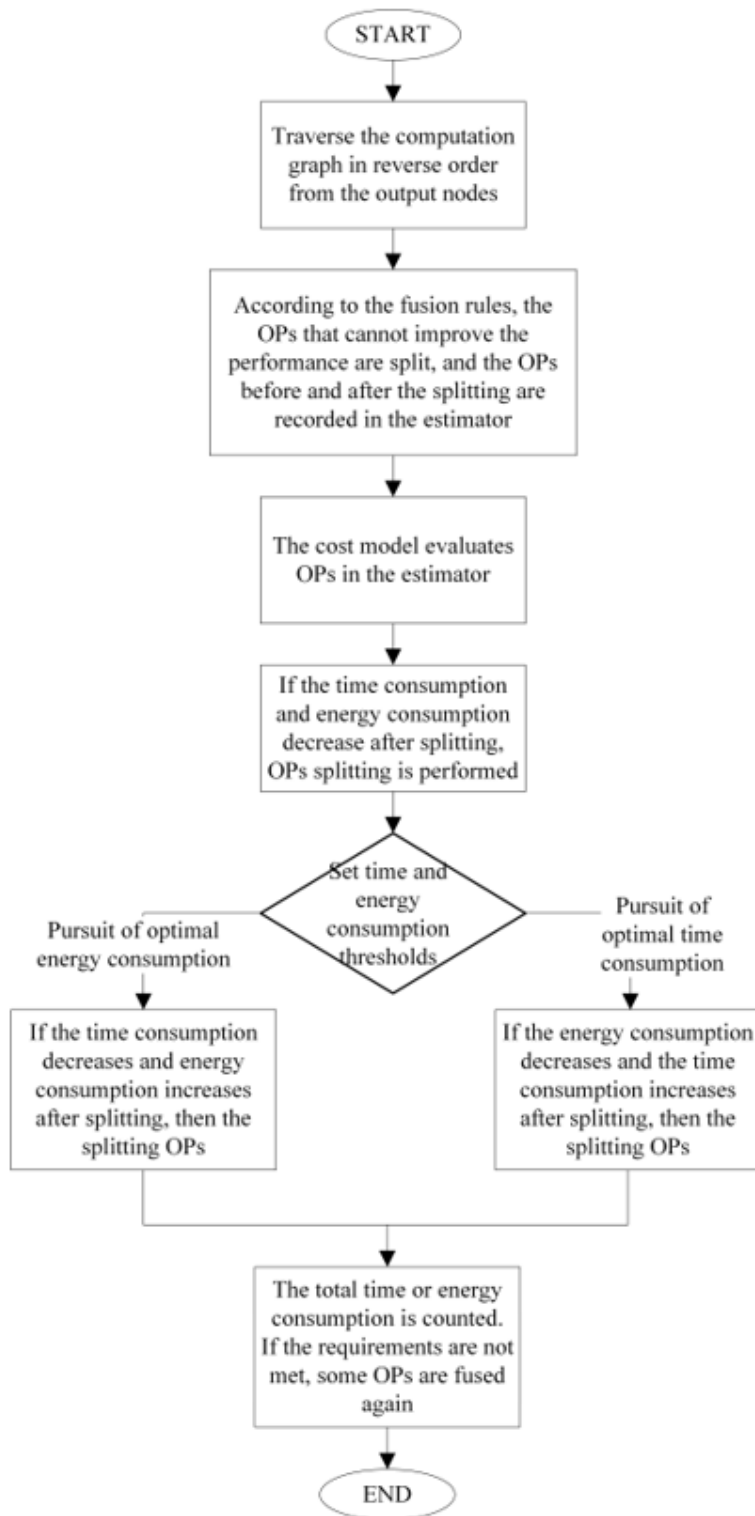 START
Traverse the computation
graph in reverse order
from the output nodes
According to the fusion rules, the
OPs that cannot improve the
performance are split, and the OPs
before and after the splitting are
recorded in the estimator
The cost model evaluates
OPs in the estimator
If the time consumption
and energy consumption
decrease after splitting,
OPs splitting is performed
Set time and
energy
consumption
thresholds
Pursuit of optimal
energy consumption
Pursuit of
optimal time
consumption
If the time consumption
decreases and energy
consumption increases
after splitting, then the
splitting OPs
If the energy consumption
decreases and the time
consumption increases
after splitting, then the
splitting OPs
The total time or energy
consumption is counted.
If the requirements are not
met, some OPs are fused
again
END